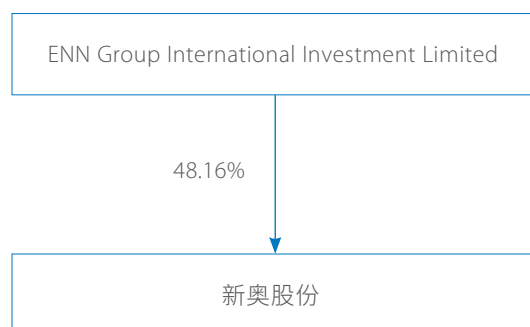 ENN Group International Investment Limited
48.16%
新奥股份